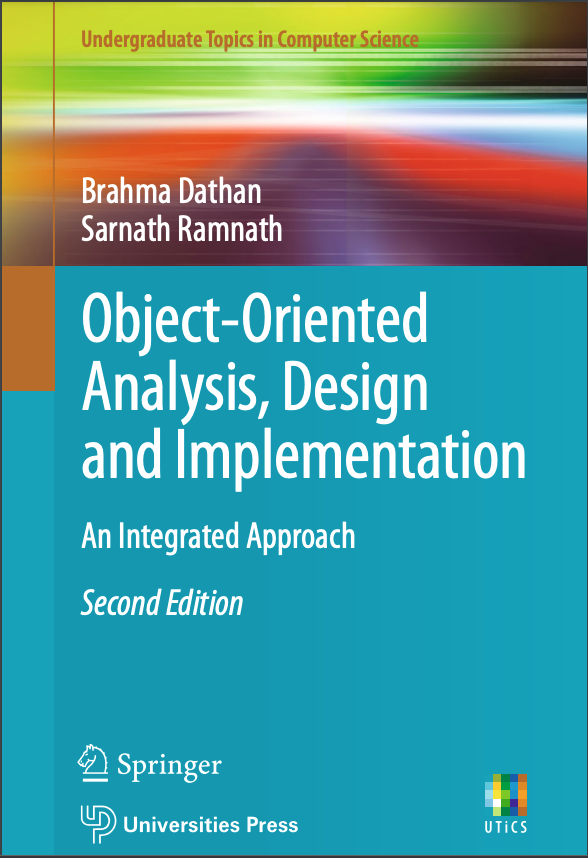 Undergraduate Topics in Computer Science
Brahma Dathan
Sarnath Ramnath
Object-Oriented
Analysis, Design
and Implementation
An Integrated Approach
Second Edition
Springer
Universities Press
UTiCS